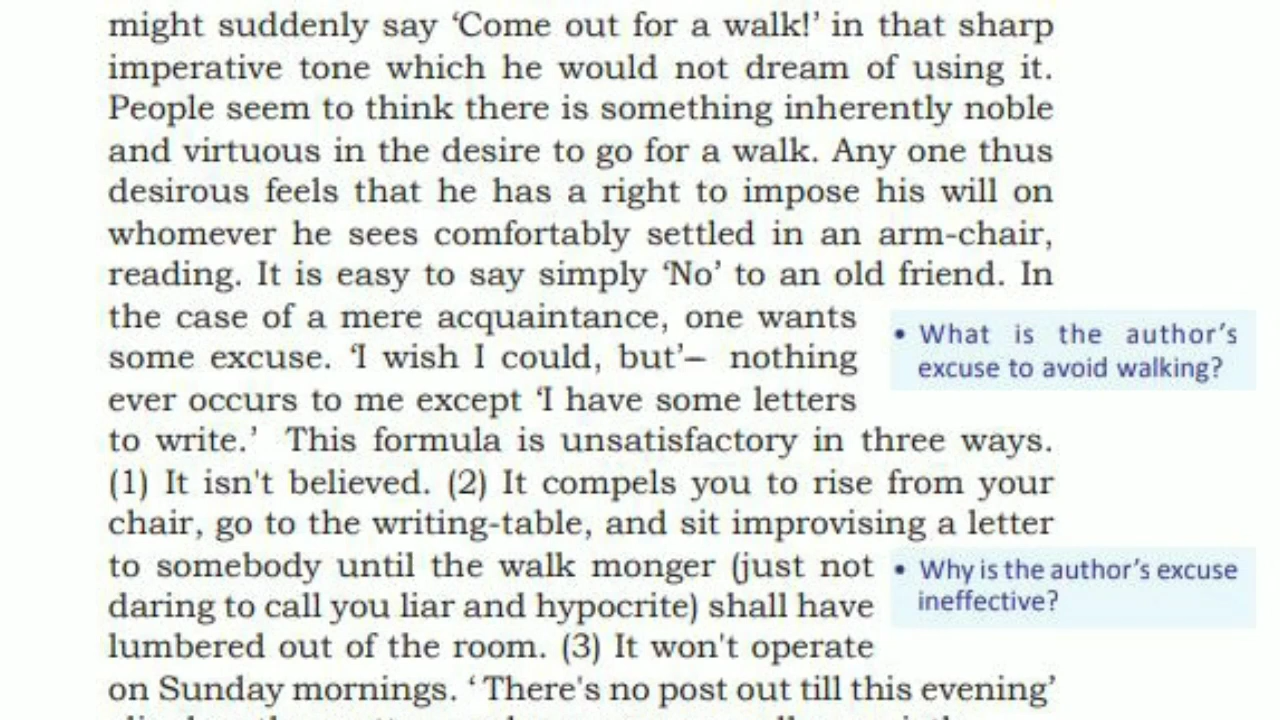 might suddenly say ‘Come out for a walk!’ in that sharp
imperative tone which he would not dream of using it.
People seem to think there is something inherently noble
and virtuous in the desire to go for a walk. Any one thus
desirous feels that he has a right to impose his will on
whomever he sees comfortably settled in an arm-chair,
reading. It is easy to say simply ‘No’ to an old friend. In
the case of a mere acquaintance, one wants
some excuse. ‘I wish I could, but’– nothing
ever occurs to me except ‘I have some letters
to write.’ This formula is unsatisfactory in three ways.
(1) It isn't believed. (2) It compels you to rise from your
chair, go to the writing-table, and sit improvising a letter
to somebody until the walk monger (just not
daring to call you liar and hypocrite) shall have
lumbered out of the room. (3) It won't operate
on Sunday mornings. ‘ There's no post out till this evening’
• What is the author’s
excuse to avoid walking?
• Why is the author’s excuse
ineffective?